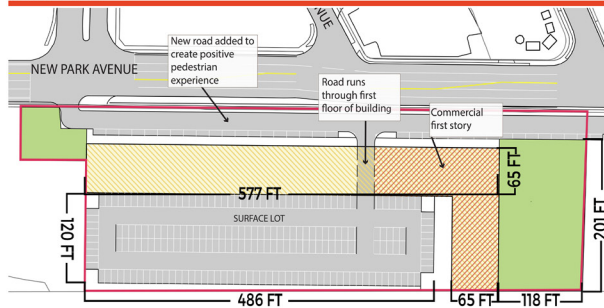 AVENUE
New road added to
create positive
pedestrian
experience
NEW PARK AVENUE
Road runs
through first
floor of building
Commercial
first story
65 FT
577 FT
SURFACE LOT
120 FT
201 FT
486 FT
65 FT
118 FT